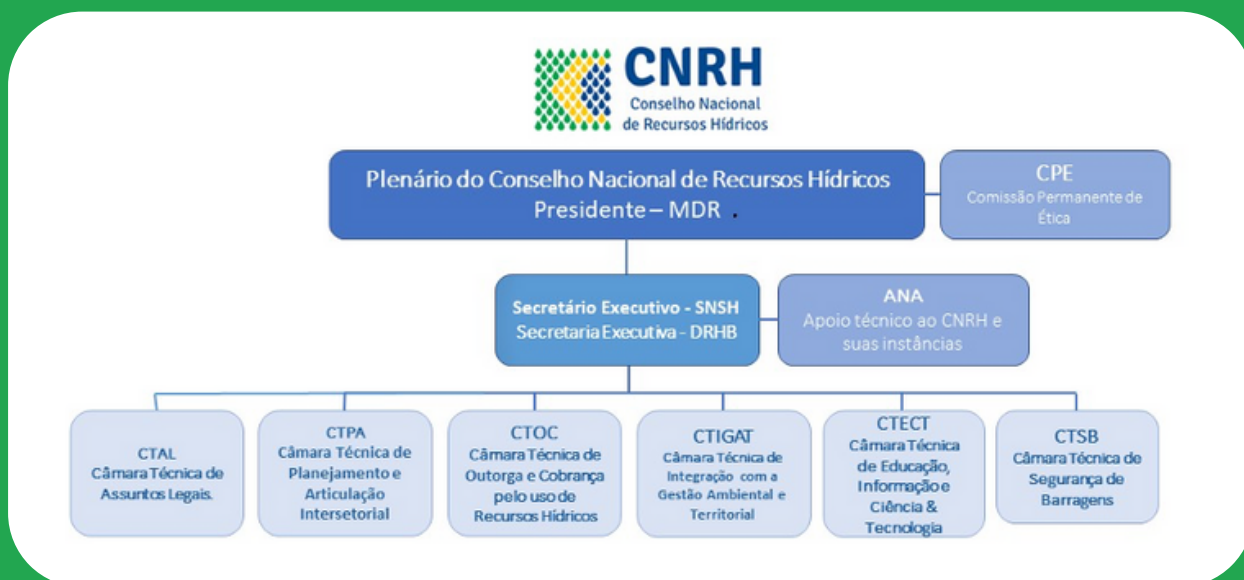 CNRH
Conselho Nacional
de Recursos Hídricos
Plenário do Conselho Nacional de Recursos Hídricos
Presidente – MDR .
CPE
Comissão Permanente de
Ética
Secretário Executivo - SNSH
Secretaria Executiva - DRHB
ANA
Apoio técnico ao CNRH e
suas instâncias
CTAL
Câmara Técnica de
Assuntos Legais.
CTPA
Câmara Técnica de
Planejamento e
Articulação
Intersetorial
CTOC
Câmara Técnica de
Outorga e Cobrança
pelo uso de
Recursos Hídricos
CTIGAT
Câmara Técnica de
Integração com a
Gestão Ambiental e
Territorial
CTECT
Câmara Técnica
de Educação,
Informação e
Ciência &
Tecnologia
CTSB
Câmara Técnica de
Segurança de
Barragens